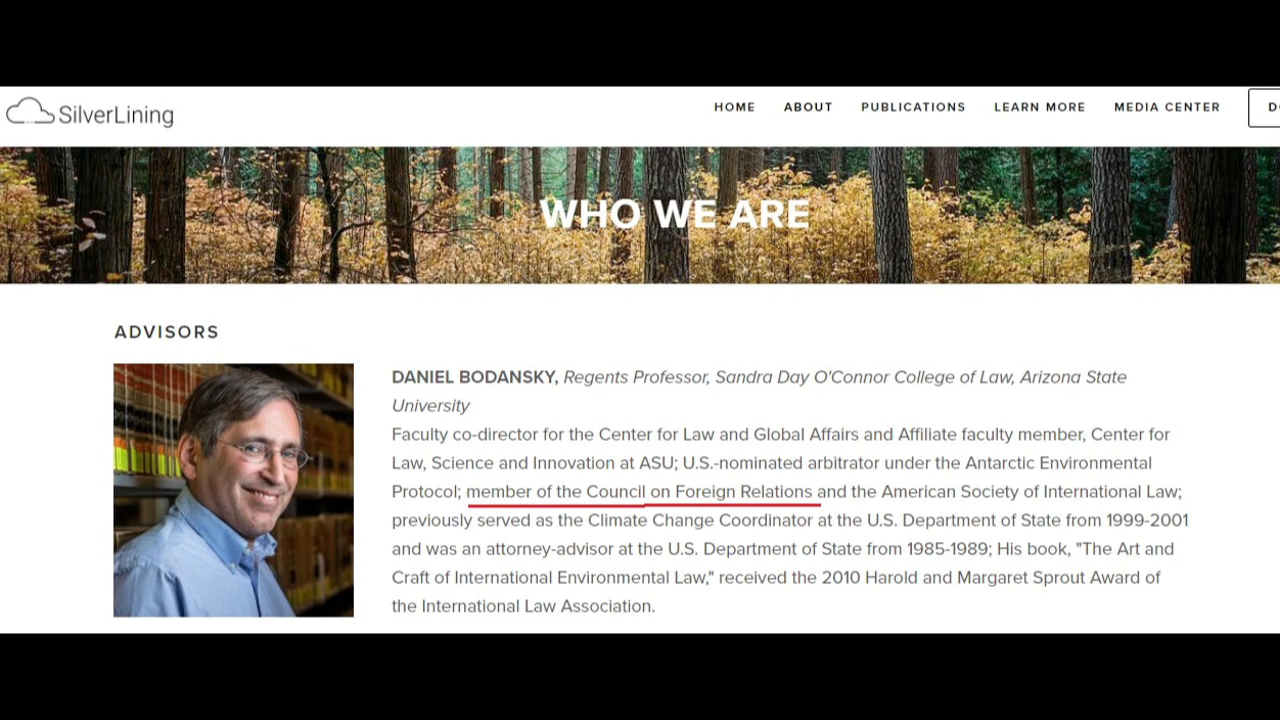 SilverLining
HOME ABOUT PUBLICATIONS LEARN MORE MEDIA CENTER
WHO WE ARE
ADVISORS
DANIEL BODANSKY, Regents Professor, Sandra Day O'Connor College of Law, Arizona State
University
Faculty co-director for the Center for Law and Global Affairs and Affiliate faculty member, Center for
Law, Science and Innovation at ASU; U.S.-nominated arbitrator under the Antarctic Environmental
Protocol; member of the Council on Foreign Relations and the American Society of International Law;
previously served as the Climate Change Coordinator at the U.S. Department of State from 1999-2001
and was an attorney-advisor at the U.S. Department of State from 1985-1989; His book, "The Art and
Craft of International Environmental Law," received the 2010 Harold and Margaret Sprout Award of
the International Law Association.